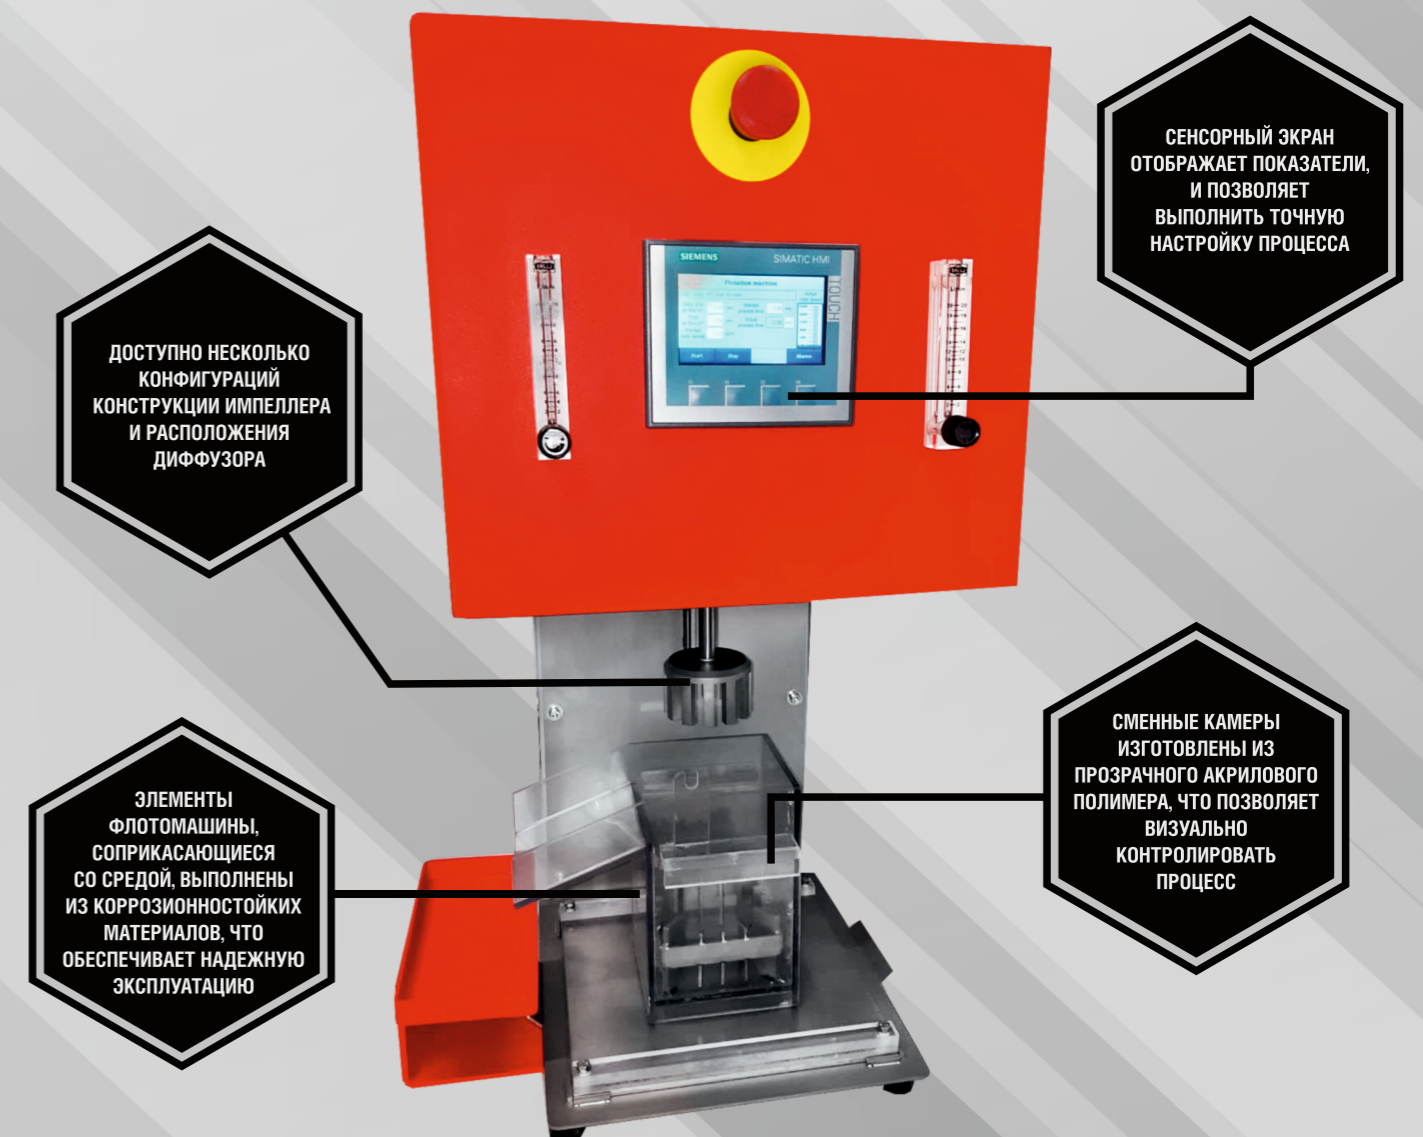 СЕНСОРНЫЙ ЭКРАН
ОТОБРАЖАЕТ ПОКАЗАТЕЛИ,
И ПОЗВОЛЯЕТ
ВЫПОЛНИТЬ ТОЧНУЮ
НАСТРОЙКУ ПРОЦЕССА
SIEMENS
SIMATIC HMI
TOUCH
Flotation machine
Start
Stop
Alarms
ДОСТУПНО НЕСКОЛЬКО
КОНФИГУРАЦИЙ
КОНСТРУКЦИИ ИМПЕЛЛЕРА
И РАСПОЛОЖЕНИЯ
ДИФФУЗОРА
СМЕННЫЕ КАМЕРЫ
ИЗГОТОВЛЕНЫ ИЗ
ПРОЗРАЧНОГО АКРИЛОВОГО
ПОЛИМЕРА, ЧТО ПОЗВОЛЯЕТ
ВИЗУАЛЬНО
КОНТРОЛИРОВАТЬ
ПРОЦЕСС
ЭЛЕМЕНТЫ
ФЛОТОМАШИНЫ,
СОПРИКАСАЮЩИЕСЯ
СО СРЕДОЙ, ВЫПОЛНЕНЫ
ИЗ КОРРОЗИОННОСТОЙКИХ
МАТЕРИАЛОВ, ЧТО
ОБЕСПЕЧИВАЕТ НАДЕЖНУЮ
ЭКСПЛУАТАЦИЮ